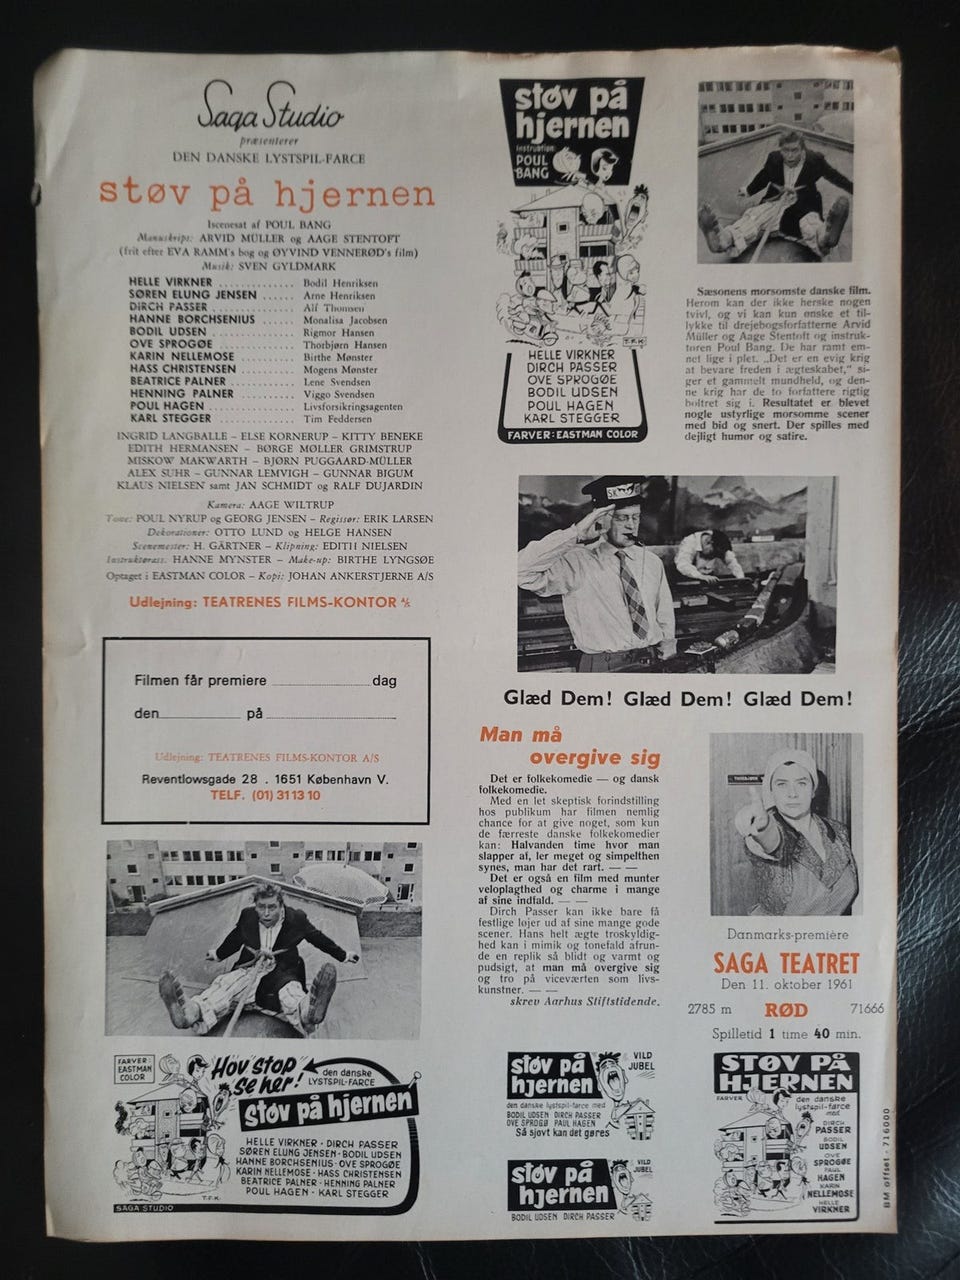 Saga Studio
præsenterer
DEN DANSKE LYSTSPIL-FARCE
støv på hjernen
Iscenesat af POUL BANG
Manuskript: ARVID MÜLLER og AAGE STENTOFT
(frit efter EVA RAMM's bog og ØYVIND VENNERØD's film)
Musik: SVEN GYLDMARK
HELLE VIRKNER ............ Bodil Henriksen
SØREN ELUNG JENSEN ...... Arne Henriksen
DIRCH PASSER .............. Alf Thomsen
HANNE BORCHSENIUS ...... Monalisa Jacobsen
BODIL UDSEN .............. Rigmor Hansen
OVE SPROGØE .............. Thorbjørn Hansen
KARIN NELLEMOSE .......... Birthe Mønster
HASS CHRISTENSEN ........ Mogens Mønster
BEATRICE PALNER .......... Lene Svendsen
HENNING PALNER .......... Viggo Svendsen
POUL HAGEN .............. Livsforsikringsagenten
KARL STEGGER .............. Tim Feddersen
INGRID LANGBALLE – ELSE KORNERUP – KITTY BENEKE
EDITH HERMANSEN – BØRGE MØLLER GRIMSTRUP
MISKOW MAKWARTH – BJØRN PUGGAARD-MÜLLER
ALEX SUHR – GUNNAR LEMVIGH – GUNNAR BIGUM
KLAUS NIELSEN samt JAN SCHMIDT og RALF DUJARDIN
Kamera: AAGE WILTRUP
Tone: POUL NYRUP og GEORG JENSEN – Regissør: ERIK LARSEN
Dekorationer: OTTO LUND og HELGE HANSEN
Scenemester: H. GÄRTNER – Klipning: EDITH NIELSEN
Instruktørass. HANNE MYNSTER – Make-up: BIRTHE LYNGSØE
Optaget i EASTMAN COLOR – Kopi: JOHAN ANKERSTJERNE A/S
Udlejning: TEATRENES FILMS-KONTOR A/S
Filmen får premiere ____________ dag
den__________ på________________
Udlejning: TEATRENES FILMS-KONTOR A/S
Reventlowsgade 28 . 1651 København V.
TELF. (01) 31 13 10
FARVER:
EASTMAN
COLOR
Hov stop
se her!
den danske
LYSTSPIL-FARCE
støv på hjernen
HELLE VIRKNER · DIRCH PASSER
SØREN ELUNG JENSEN · BODIL UDSEN
HANNE BORCHSENIUS · OVE SPROGØE
KARIN NELLEMOSE · HASS CHRISTENSEN
BEATRICE PALNER · HENNING PALNER
POUL HAGEN · KARL STEGGER
T.F.K.
SAGA STUDIO
støv på
hjernen
Instruktion:
POUL
BANG
T.F.K.
HELLE VIRKNER
DIRCH PASSER
OVE SPROGØE
BODIL UDSEN
POUL HAGEN
KARL STEGGER
FARVER: EASTMAN COLOR
Sæsonens morsomste danske film.
Herom kan der ikke herske nogen
tvivl, og vi kan kun ønske et til-
lykke til drejebogsforfatterne Arvid
Müller og Aage Stentoft og instruk-
tøren Poul Bang. De har ramt em-
net lige i plet. „Det er en evig krig
at bevare freden i ægteskabet," si-
ger et gammelt mundheld, og den-
ne krig har de to forfattere rigtig
boltret sig i. Resultatet er blevet
nogle ustyrlige morsomme scener
med bid og snert. Der spilles med
dejligt humør og satire.
Glæd Dem! Glæd Dem! Glæd Dem!
Man må
overgive sig
Det er folkekomedie — og dansk
folkekomedie.
Med en let skeptisk forindstilling
hos publikum har filmen nemlig
chance for at give noget, som kun
de færreste danske folkekomedier
kan: Halvanden time hvor man
slapper af, ler meget og simpelthen
synes, man har det rart. — —
Det er også en film med munter
veloplagthed og charme i mange
af sine indfald. — —
Dirch Passer kan ikke bare få
festlige løjer ud af sine mange gode
scener. Hans helt ægte troskyldig-
hed kan i mimik og tonefald afrun-
de en replik så blidt og varmt og
pudsigt, at man må overgive sig
og tro på viceværten som livs-
kunstner. — —
skrev Aarhus Stiftstidende.
Danmarks-première
SAGA TEATRET
Den 11. oktober 1961
2785 m RØD 71666
Spilletid 1 time 40 min.
støv på
hjernen
VILD
JUBEL
den danske lystspil-farce med
BODIL UDSEN DIRCH PASSER
OVE SPROGØE POUL HAGEN
Så sjovt kan det gøres
støv på
hjernen
VILD
JUBEL
BODIL UDSEN DIRCH PASSER
STØV PÅ
HJERNEN
FARVER
den danske
lystspil-farce
med
DIRCH
PASSER
BODIL
UDSEN
OVE
SPROGØE
POUL
HAGEN
KARIN
NELLEMOSE
HELLE
VIRKNER
BM offset · 716000